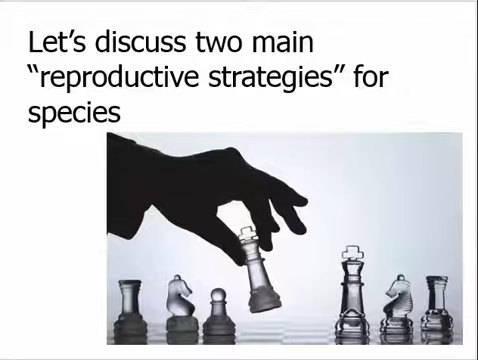 Let’s discuss two main
“reproductive strategies” for
species